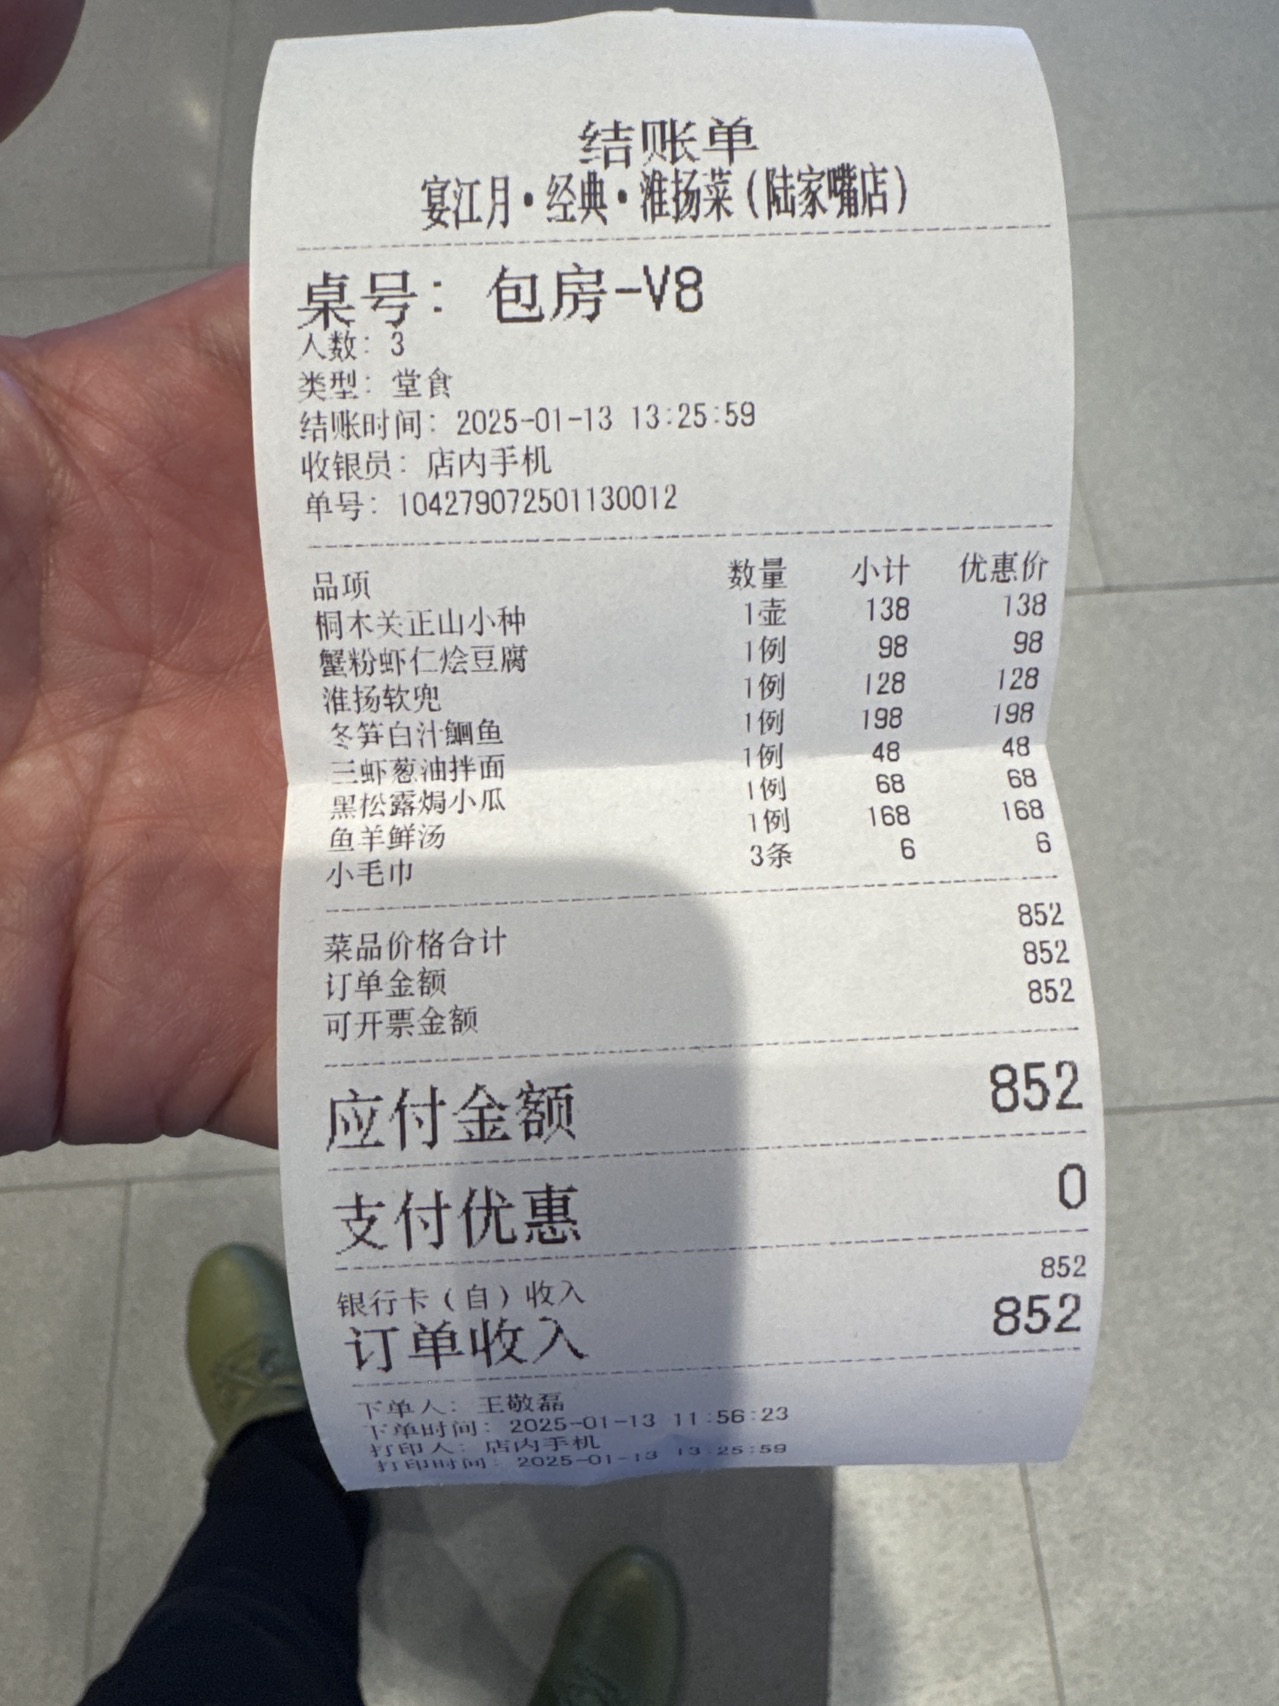 结账单
宴江月·经典·淮扬菜(陆家嘴店)
桌号: 包房-V8
人数: 3
类型: 堂食
结账时间: 2025-01-13 13:25:59
收银员: 店内手机
单号: 104279072501130012
品项 数量 小计 优惠价
桐木关正山小种 1壶 138 138
蟹粉虾仁烩豆腐 1例 98 98
淮扬软兜 1例 128 128
冬笋白汁鮰鱼 1例 198 198
三虾葱油拌面 1例 48 48
黑松露焗小瓜 1例 68 68
鱼羊鲜汤 1例 168 168
小毛巾 3条 6 6
菜品价格合计 852
订单金额 852
可开票金额 852
应付金额 852
支付优惠 0
银行卡(自)收入 852
订单收入 852
下单人: 王敬磊
下单时间: 2025-01-13 11:56:23
打印人: 店内手机
打印时间: 2025-01-13 13:25:59